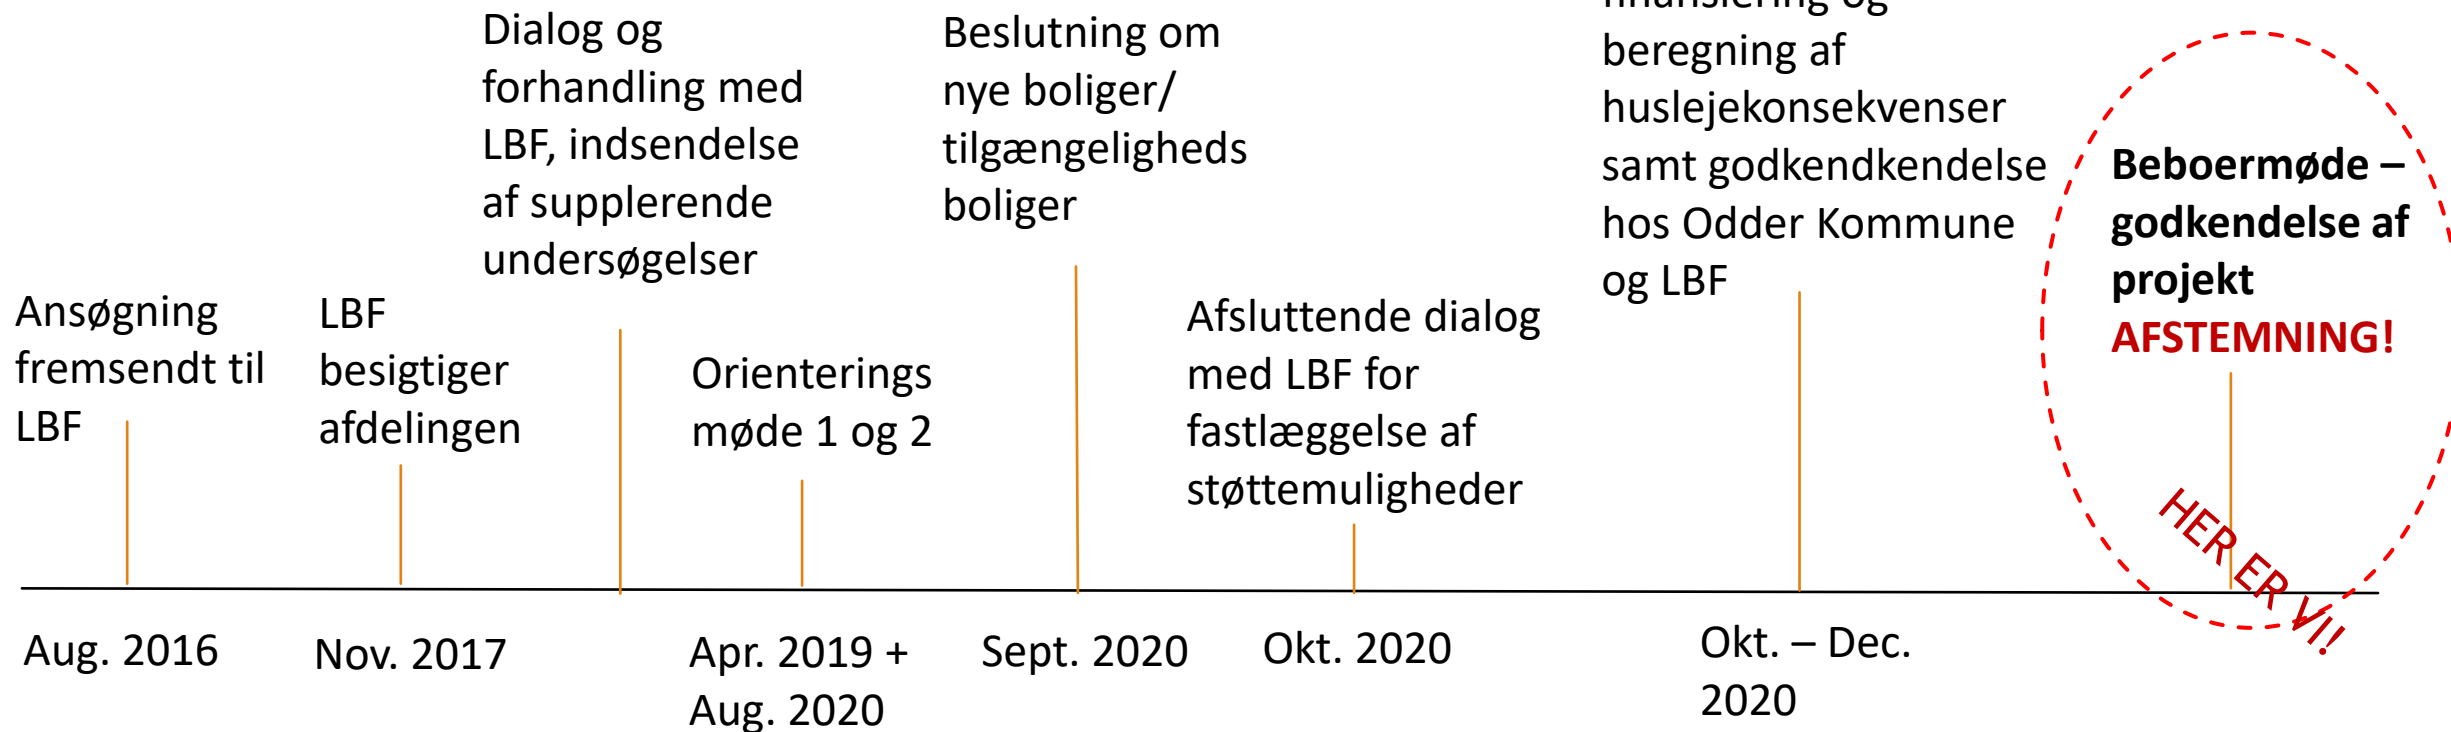 Ansøgning
fremsendt til
LBF
Aug. 2016
LBF
besigtiger
afdelingen
Nov. 2017
Dialog og
forhandling med
LBF, indsendelse
af supplerende
undersøgelser
Orienterings
møde 1 og 2
Apr. 2019 +
Aug. 2020
Beslutning om
nye boliger/
tilgængeligheds
boliger
Sept. 2020
Afsluttende dialog
med LBF for
fastlæggelse af
støttemuligheder
Okt. 2020
finansiering og
beregning af
huslejekonsekvenser
samt godkendkendelse
hos Odder Kommune
og LBF
Okt. – Dec.
2020
Beboermøde –
godkendelse af
projekt
AFSTEMNING!
HER ER VI!